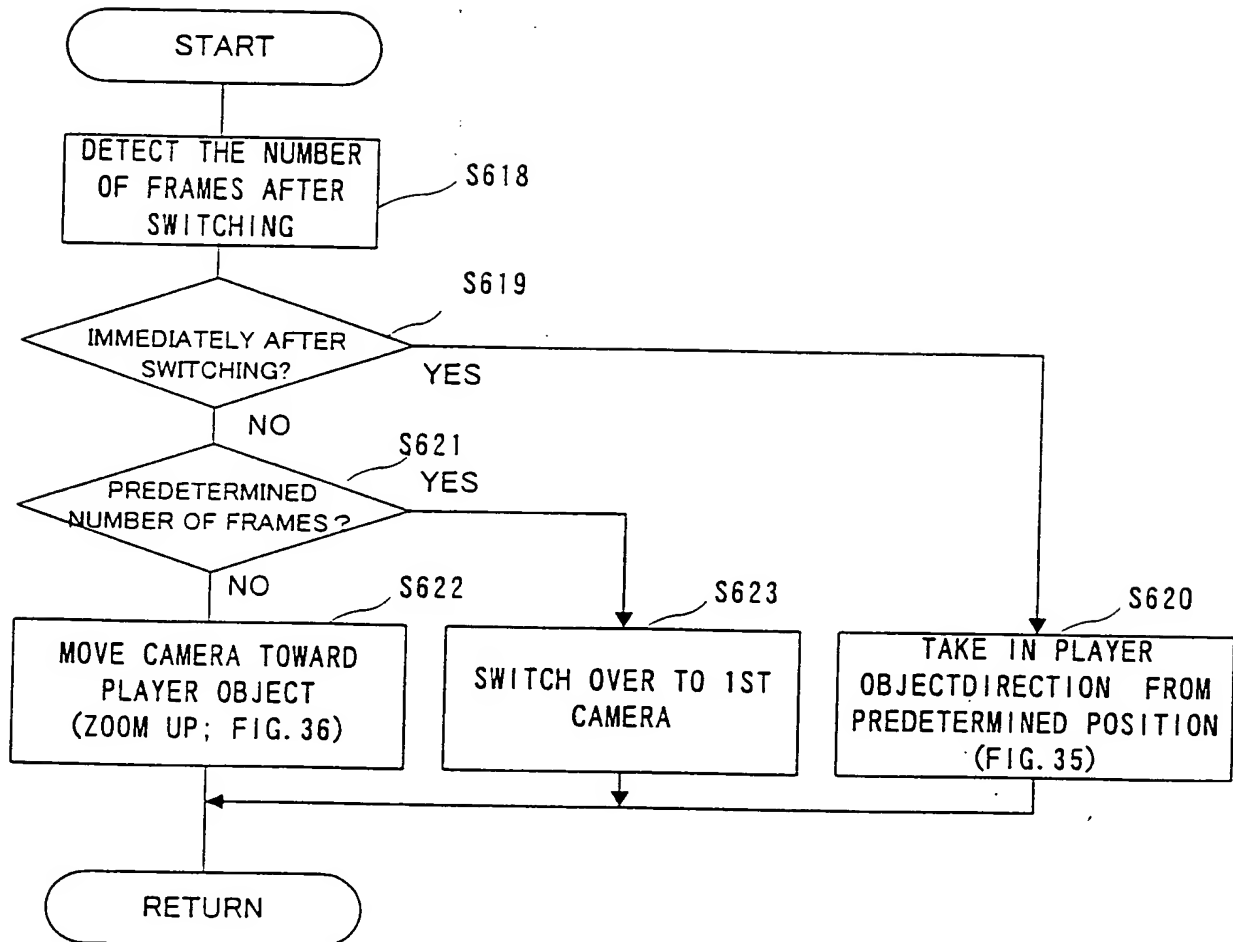 START
DETECT THE NUMBER
OF FRAMES AFTER
SWITCHING
S618
S619
IMMEDIATELY AFTER
SWITCHING?
YES
NO
S621
PREDETERMINED
NUMBER OF FRAMES?
YES
NO
S622
MOVE CAMERA TOWARD
PLAYER OBJECT
(ZOOM UP; FIG.36)
S623
SWITCH OVER TO 1ST
CAMERA
S620
TAKE IN PLAYER
OBJECTDIRECTION FROM
PREDETERMINED POSITION
(FIG.35)
RETURN